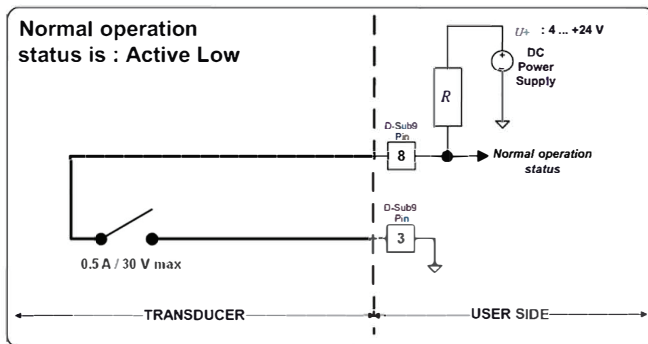 Normal operation
status is : Active Low
U+ : 4 ... +24 V
DC
Power
Supply
R
D-Sub9
Pin
8
Normal operation
status
D-Sub9
Pin
3
0.5 A / 30 V max
TRANSDUCER
USER SIDE